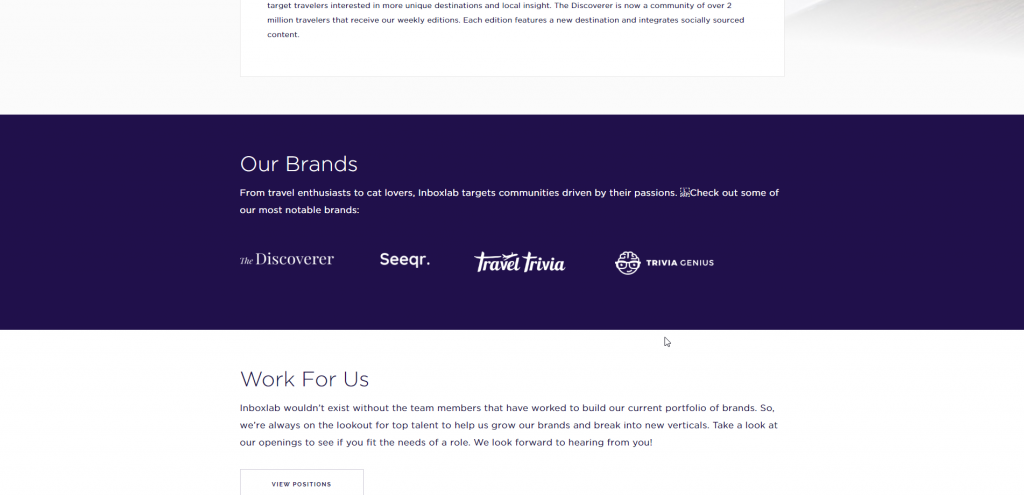 target travelers interested in more unique destinations and local insight. The Discoverer is now a community of over 2
million travelers that receive our weekly editions. Each edition features a new destination and integrates socially sourced
content.
Our Brands
From travel enthusiasts to cat lovers, Inboxlab targets communities driven by their passions. Check out some of
our most notable brands:
The Discoverer
Seeqr.
Travel Trivia
TRIVIA GENIUS
Work For Us
Inboxlab wouldn't exist without the team members that have worked to build our current portfolio of brands. So,
we're always on the lookout for top talent to help us grow our brands and break into new verticals. Take a look at
our openings to see if you fit the needs of a role. We look forward to hearing from you!
VIEW POSITIONS